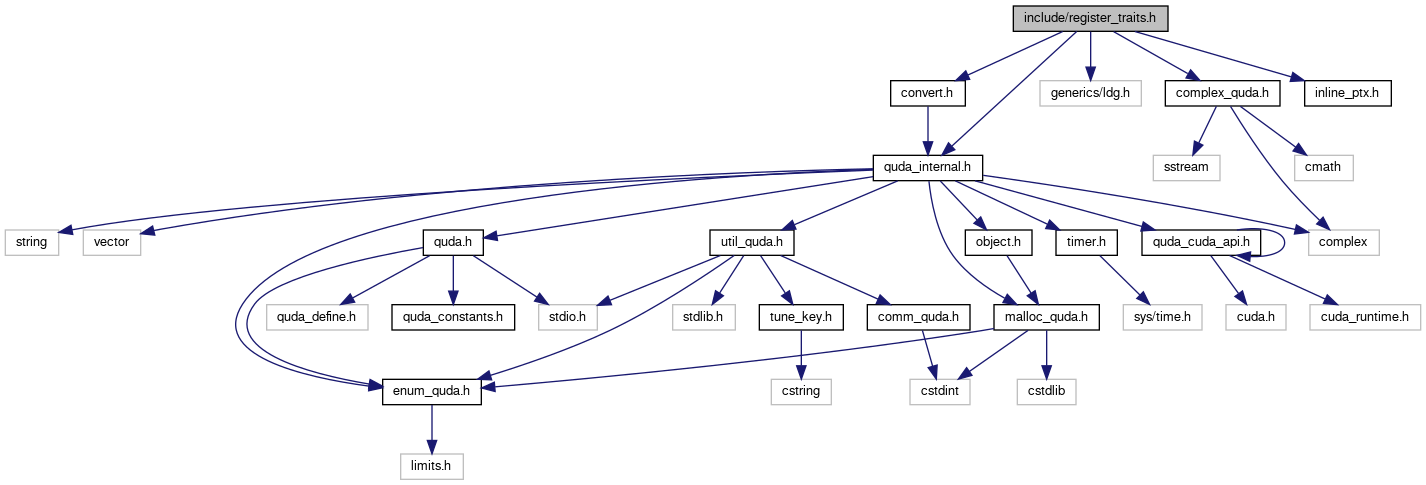 include/register_traits.h
convert.h
generics/ldg.h
complex_quda.h
inline_ptx.h
quda_internal.h
sstream
cmath
string
vector
quda.h
util_quda.h
object.h
timer.h
quda_cuda_api.h
complex
quda_define.h
quda_constants.h
stdio.h
stdlib.h
tune_key.h
comm_quda.h
malloc_quda.h
sys/time.h
cuda.h
cuda_runtime.h
enum_quda.h
cstring
cstdint
cstdlib
limits.h